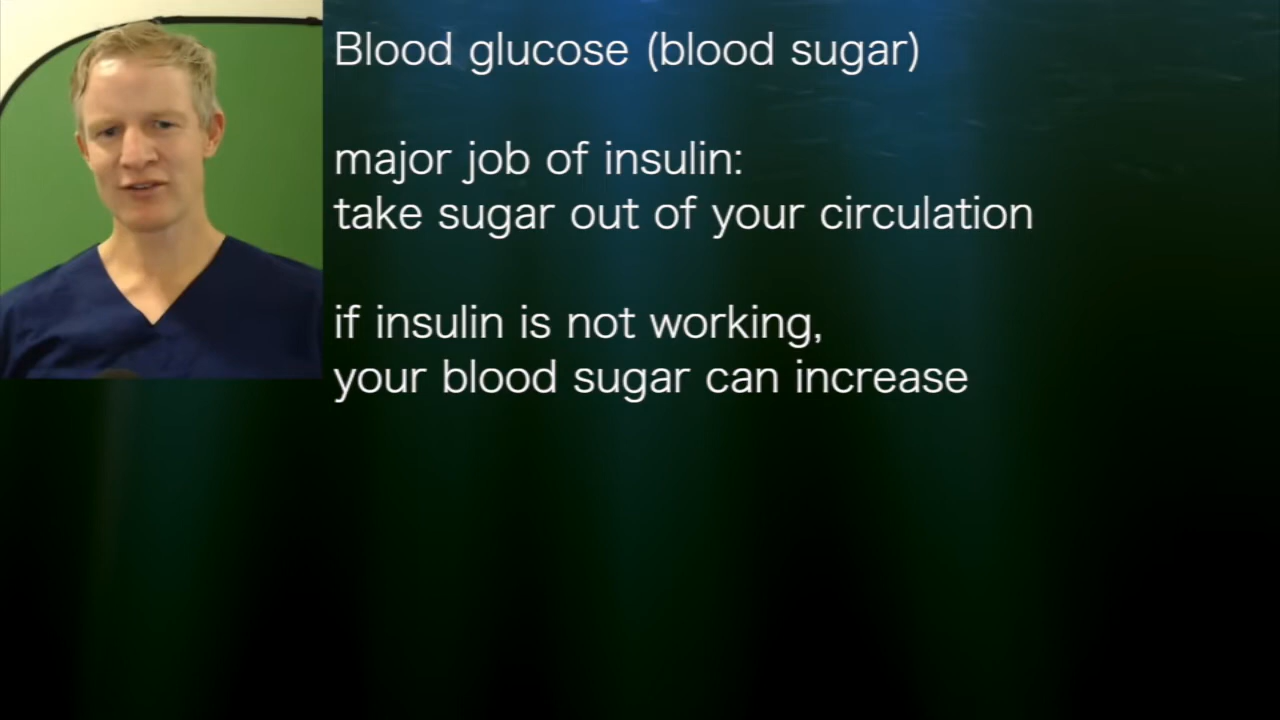 Blood glucose (blood sugar)
major job of insulin:
take sugar out of your circulation
if insulin is not working,
your blood sugar can increase